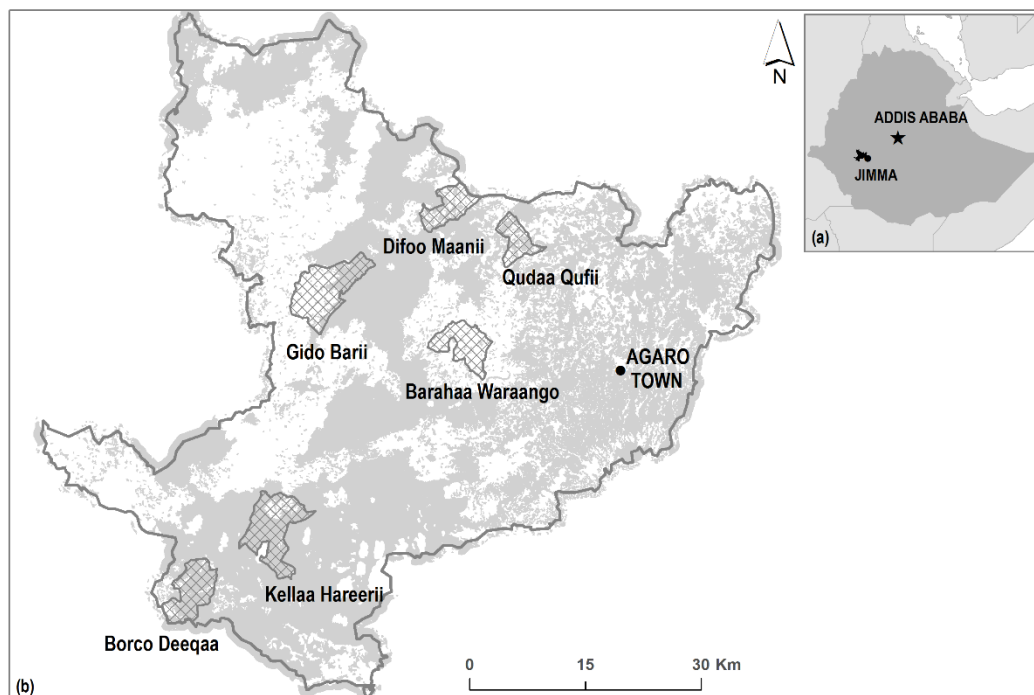 N
ADDIS ABABA
JIMMA
(a)
Difoo Maanii
Qudaa Qufii
Gido Barii
AGARO
TOWN
Barahaa Waraango
Kellaa Hareerii
Borco Deeqaa
0 15 30 Km
(b)